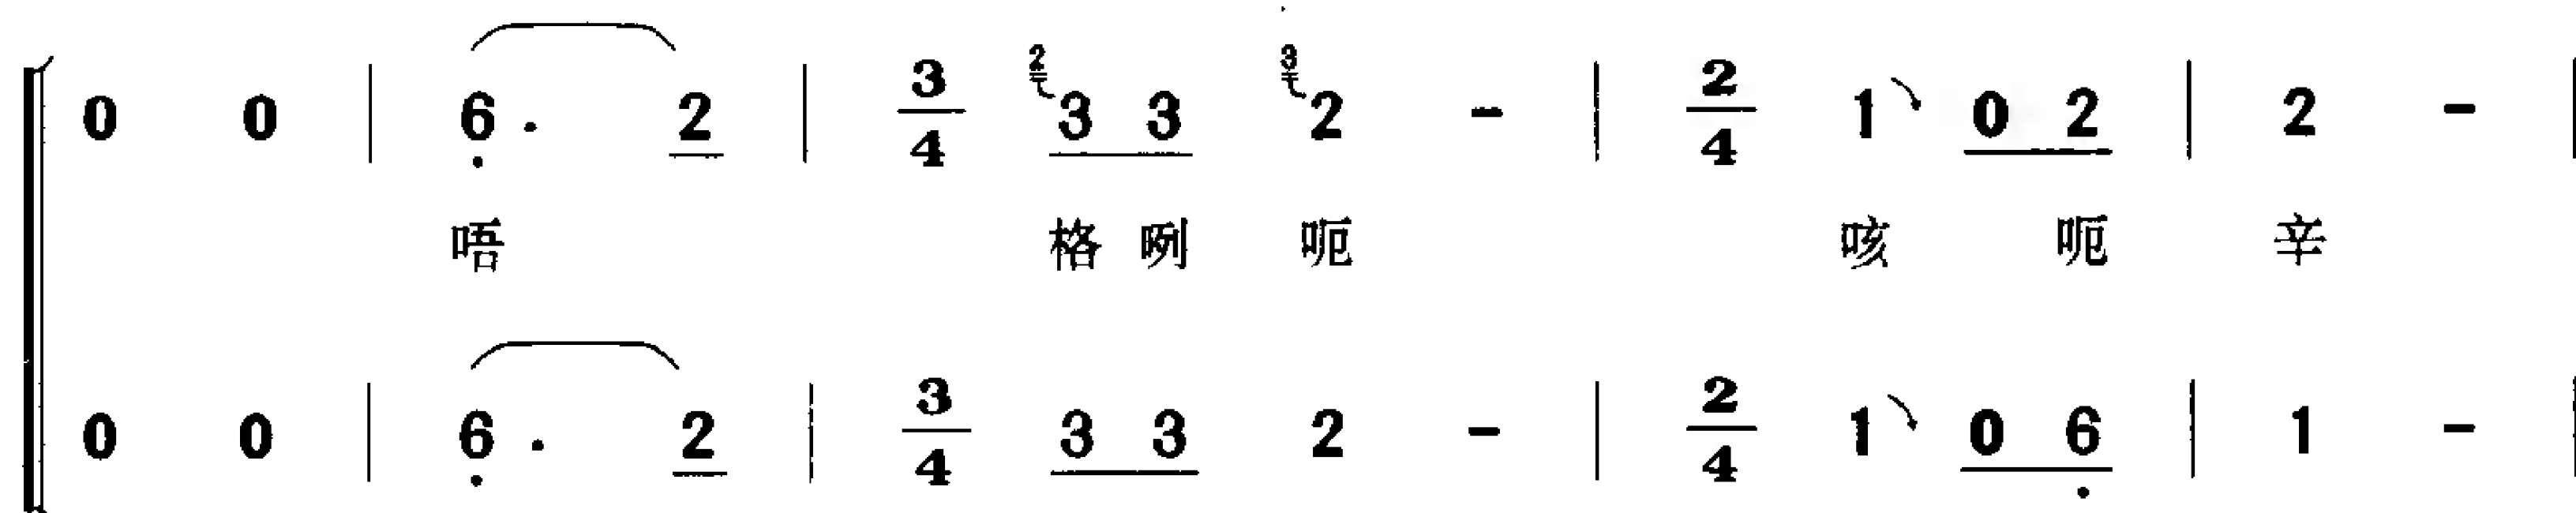 0 0 | 6̣· 2 | 3/4 3 3 2 - | 2/4 1 0 2 | 2 - |
唔 格 咧 呃 咳 呃 辛
0 0 | 6̣· 2 | 3/4 3 3 2 - | 2/4 1 0 6̣ | 1 - |